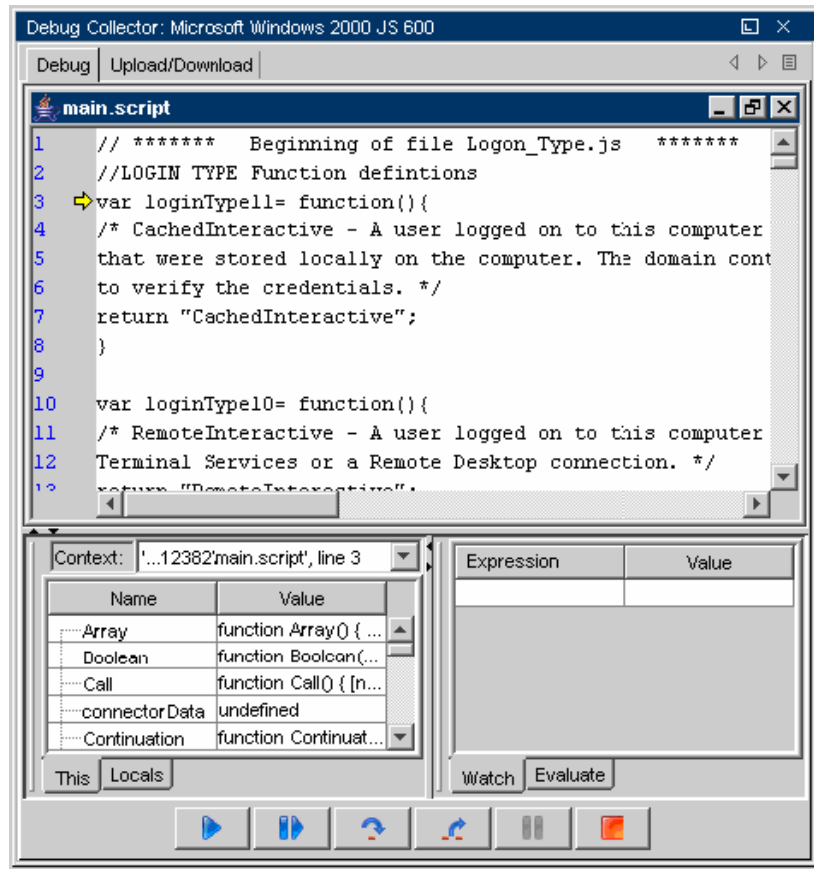 Debug Collector: Microsoft Windows 2000 JS 600
Debug Upload/Download
main.script
1 // ******* Beginning of file Logon_Type.js *******
2 //LOGIN TYPE Function defintions
3 var loginType11= function(){
4 /* CachedInteractive - A user logged on to this computer
5 that were stored locally on the computer. The domain cont
6 to verify the credentials. */
7 return "CachedInteractive";
8 }
9
10 var loginType10= function(){
11 /* RemoteInteractive - A user logged on to this computer
12 Terminal Services or a Remote Desktop connection. */
13 return "RemoteInteractive";
Context: '...12382'main.script', line 3
Name Value
Array function Array() { ...
Boolean function Boolean(...
Call function Call() { [n...
connectorData undefined
Continuation function Continuat...
This Locals
Expression Value
Watch Evaluate